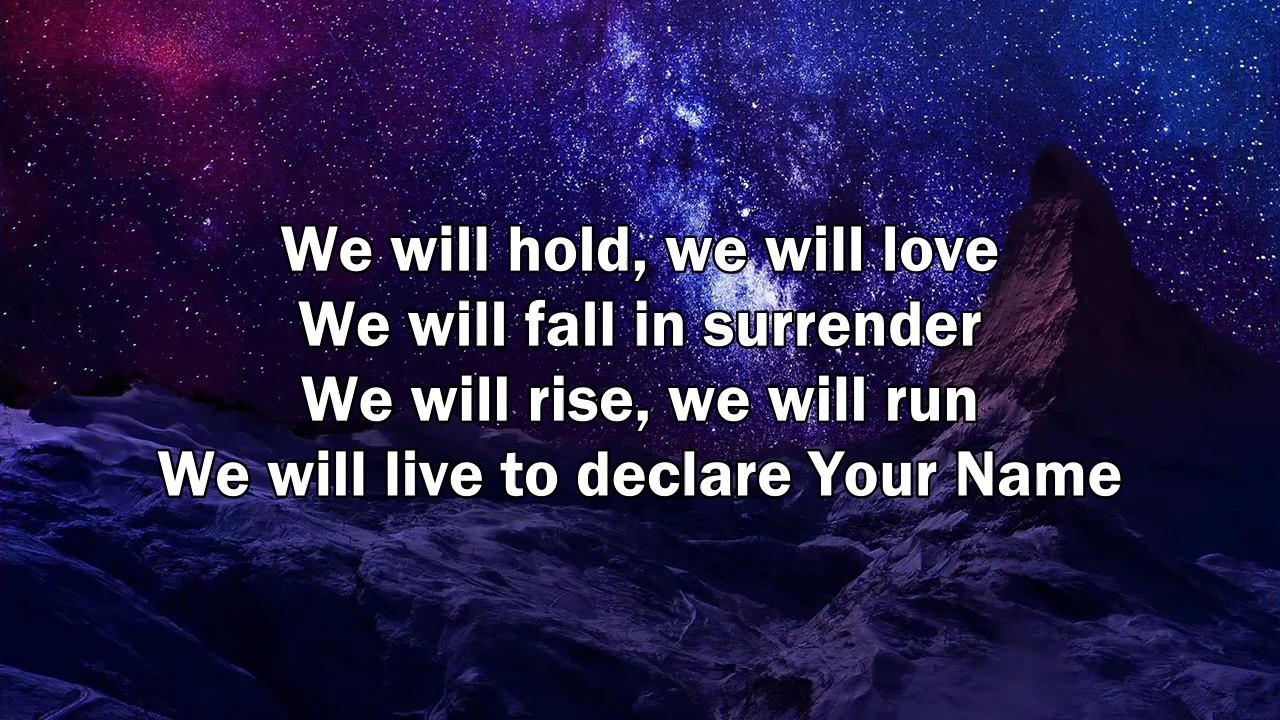 We will hold, we will love
We will fall in surrender
We will rise, we will run
We will live to declare Your Name